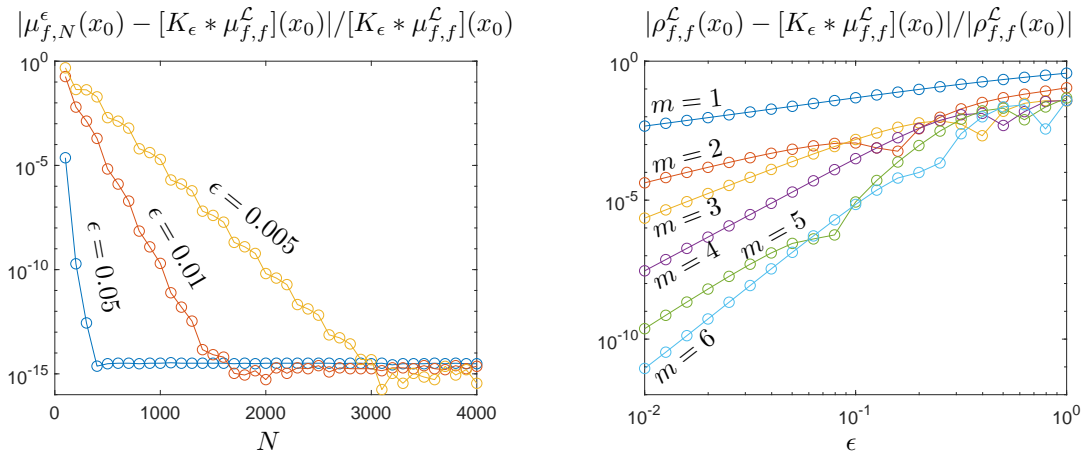 |μ^ϵ_{f,N}(x_0) − [K_ϵ ∗ μ^ℒ_{f,f}](x_0)|/[K_ϵ ∗ μ^ℒ_{f,f}](x_0)
10^0
10^{-5}
10^{-10}
10^{-15}
ϵ = 0.05
ϵ = 0.01
ϵ = 0.005
0 1000 2000 3000 4000
N
|ρ^ℒ_{f,f}(x_0) − [K_ϵ ∗ μ^ℒ_{f,f}](x_0)|/|ρ^ℒ_{f,f}(x_0)|
10^0
10^{-5}
10^{-10}
m = 1
m = 2
m = 3
m = 4
m = 5
m = 6
10^{-2} 10^{-1} 10^0
ϵ